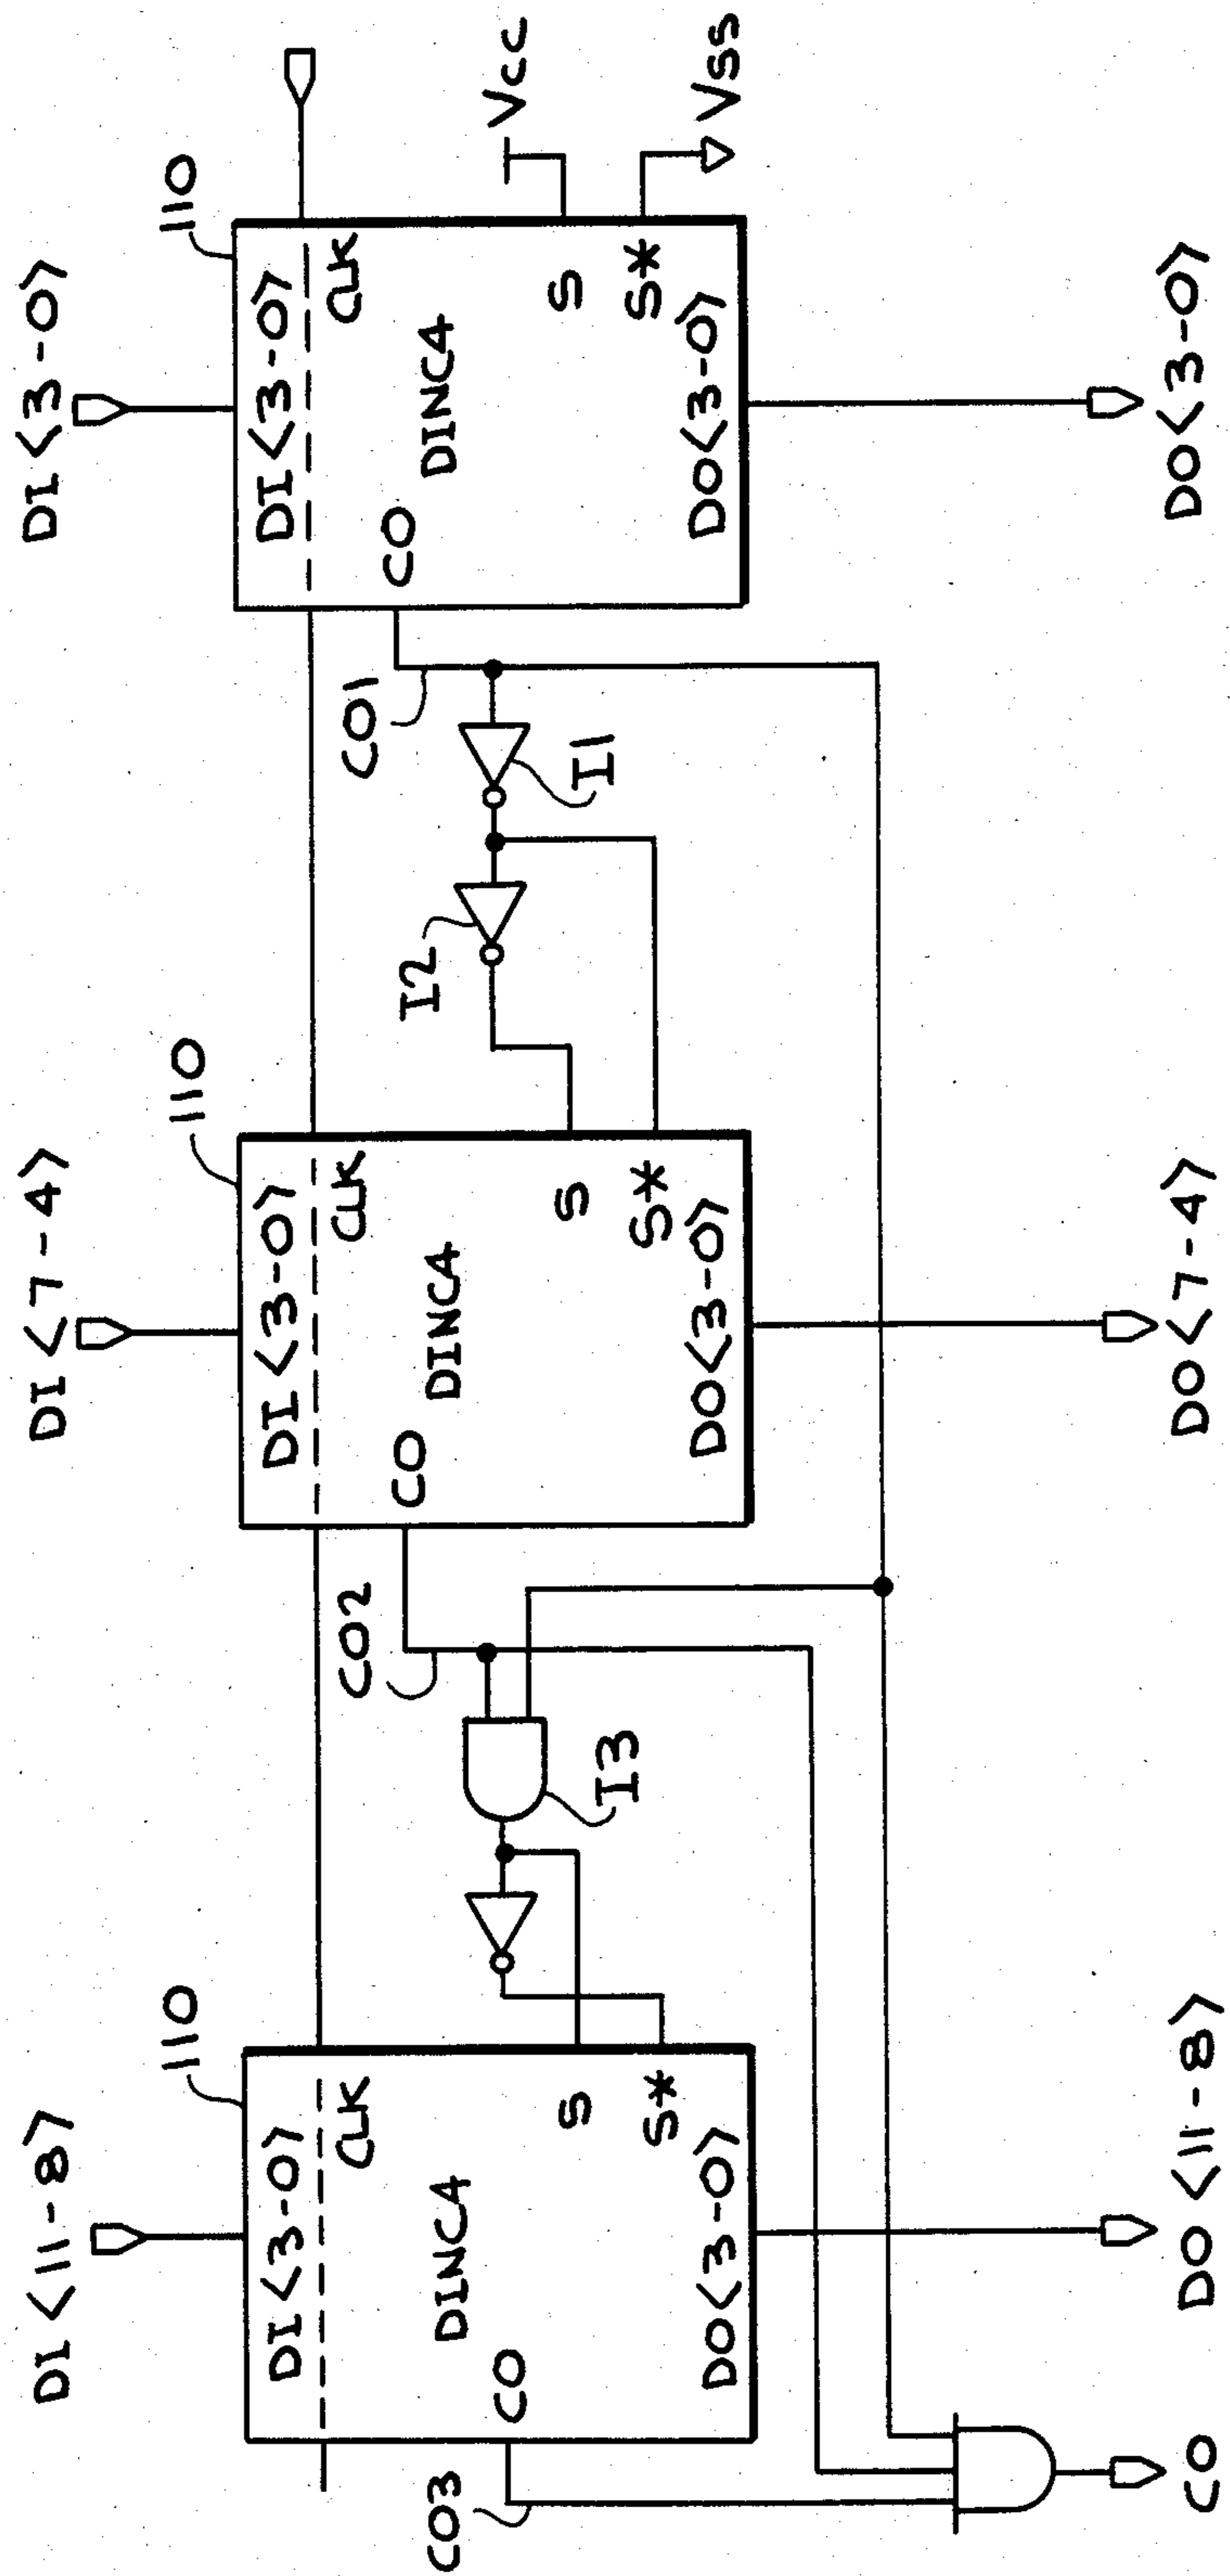 DI<11-8>
DI<7-4>
DI<3-0>
110
110
110
DI<3-0>
CLK
DINC4
CO
S
S*
DO<3-0>
DI<3-0>
CLK
DINC4
CO
S
S*
DO<3-0>
DI<3-0>
CLK
DINC4
CO
S
S*
DO<3-0>
Vcc
Vss
CO3
I3
CO2
I2
I1
CO1
CO
DO<11-8>
DO<7-4>
DO<3-0>